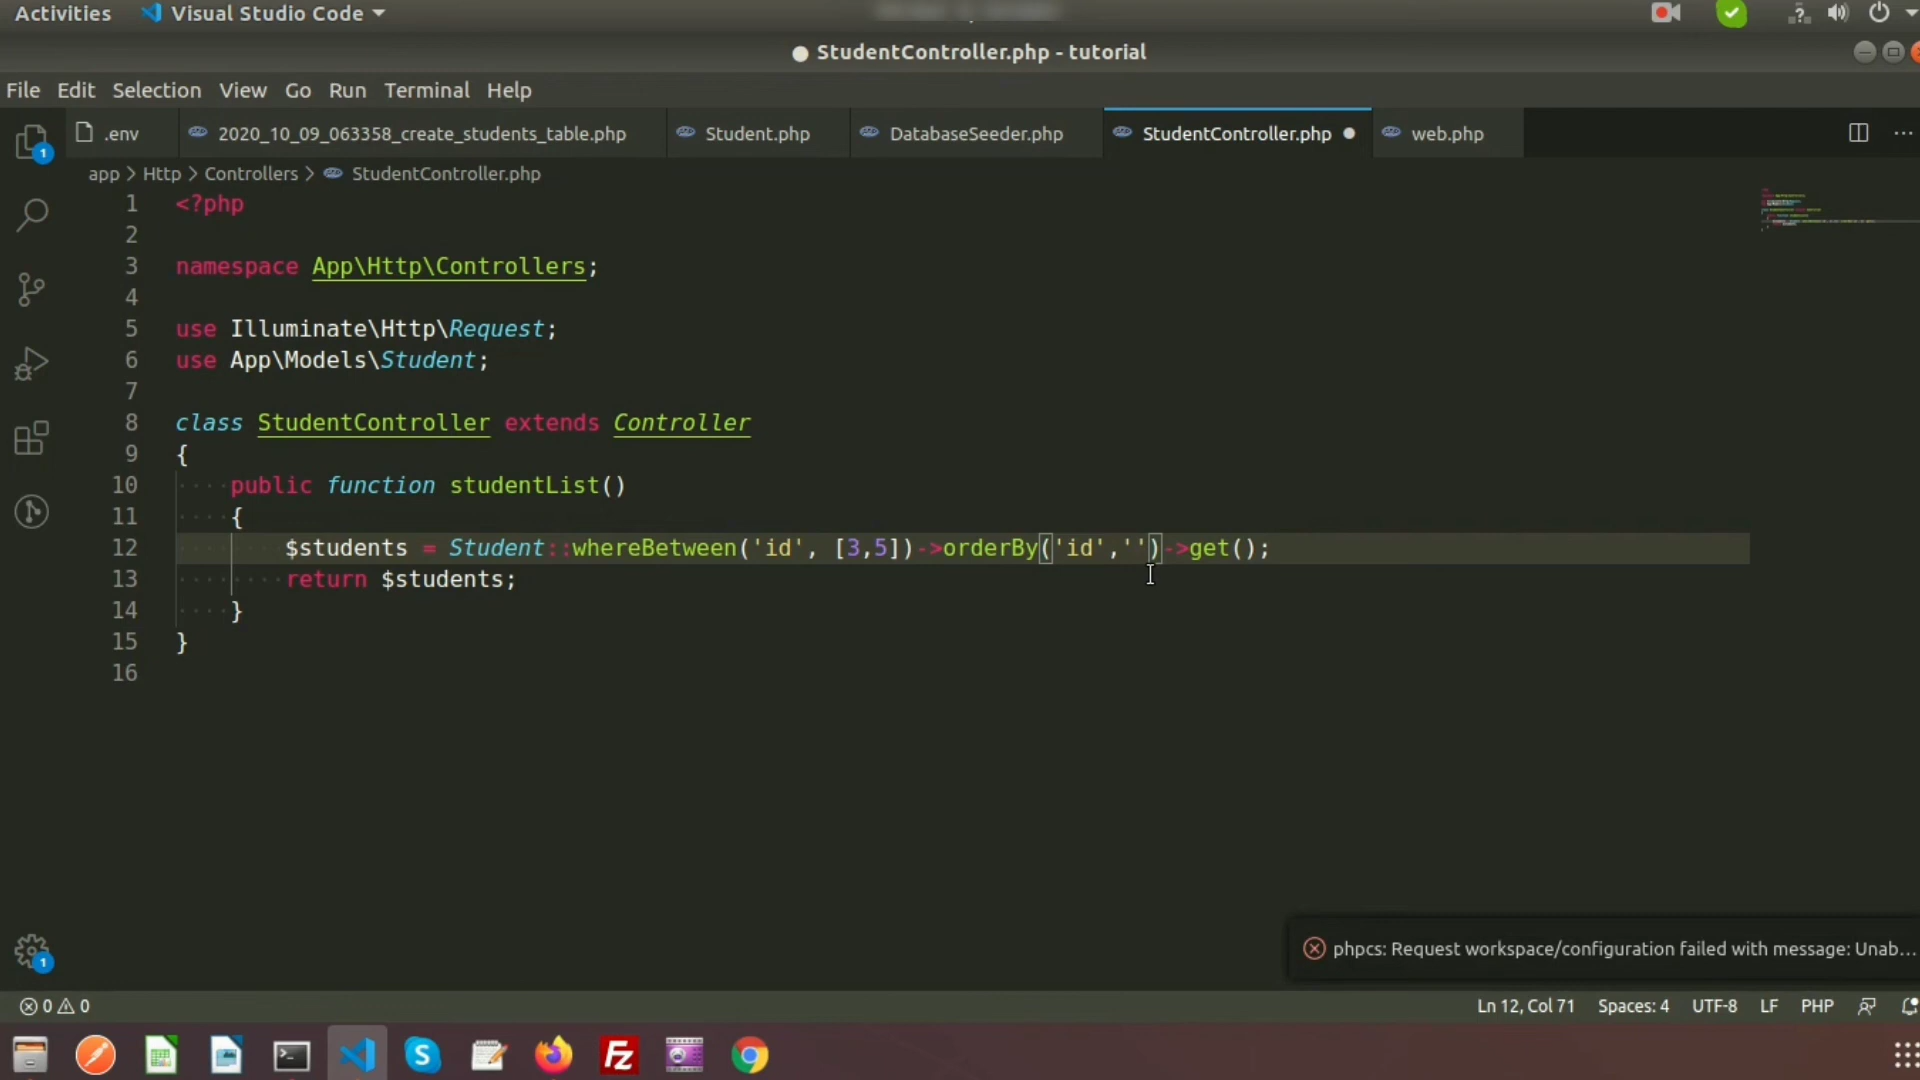 Activities Visual Studio Code
StudentController.php - tutorial
File Edit Selection View Go Run Terminal Help
.env 2020_10_09_063358_create_students_table.php Student.php DatabaseSeeder.php StudentController.php web.php
app > Http > Controllers > StudentController.php
1 <?php
2
3 namespace App\Http\Controllers;
4
5 use Illuminate\Http\Request;
6 use App\Models\Student;
7
8 class StudentController extends Controller
9 {
10 public function studentList()
11 {
12 $students = Student::whereBetween('id', [3,5])->orderBy('id','')->get();
13 return $students;
14 }
15 }
16
phpcs: Request workspace/configuration failed with message: Unab...
0 0 Ln 12, Col 71 Spaces: 4 UTF-8 LF PHP